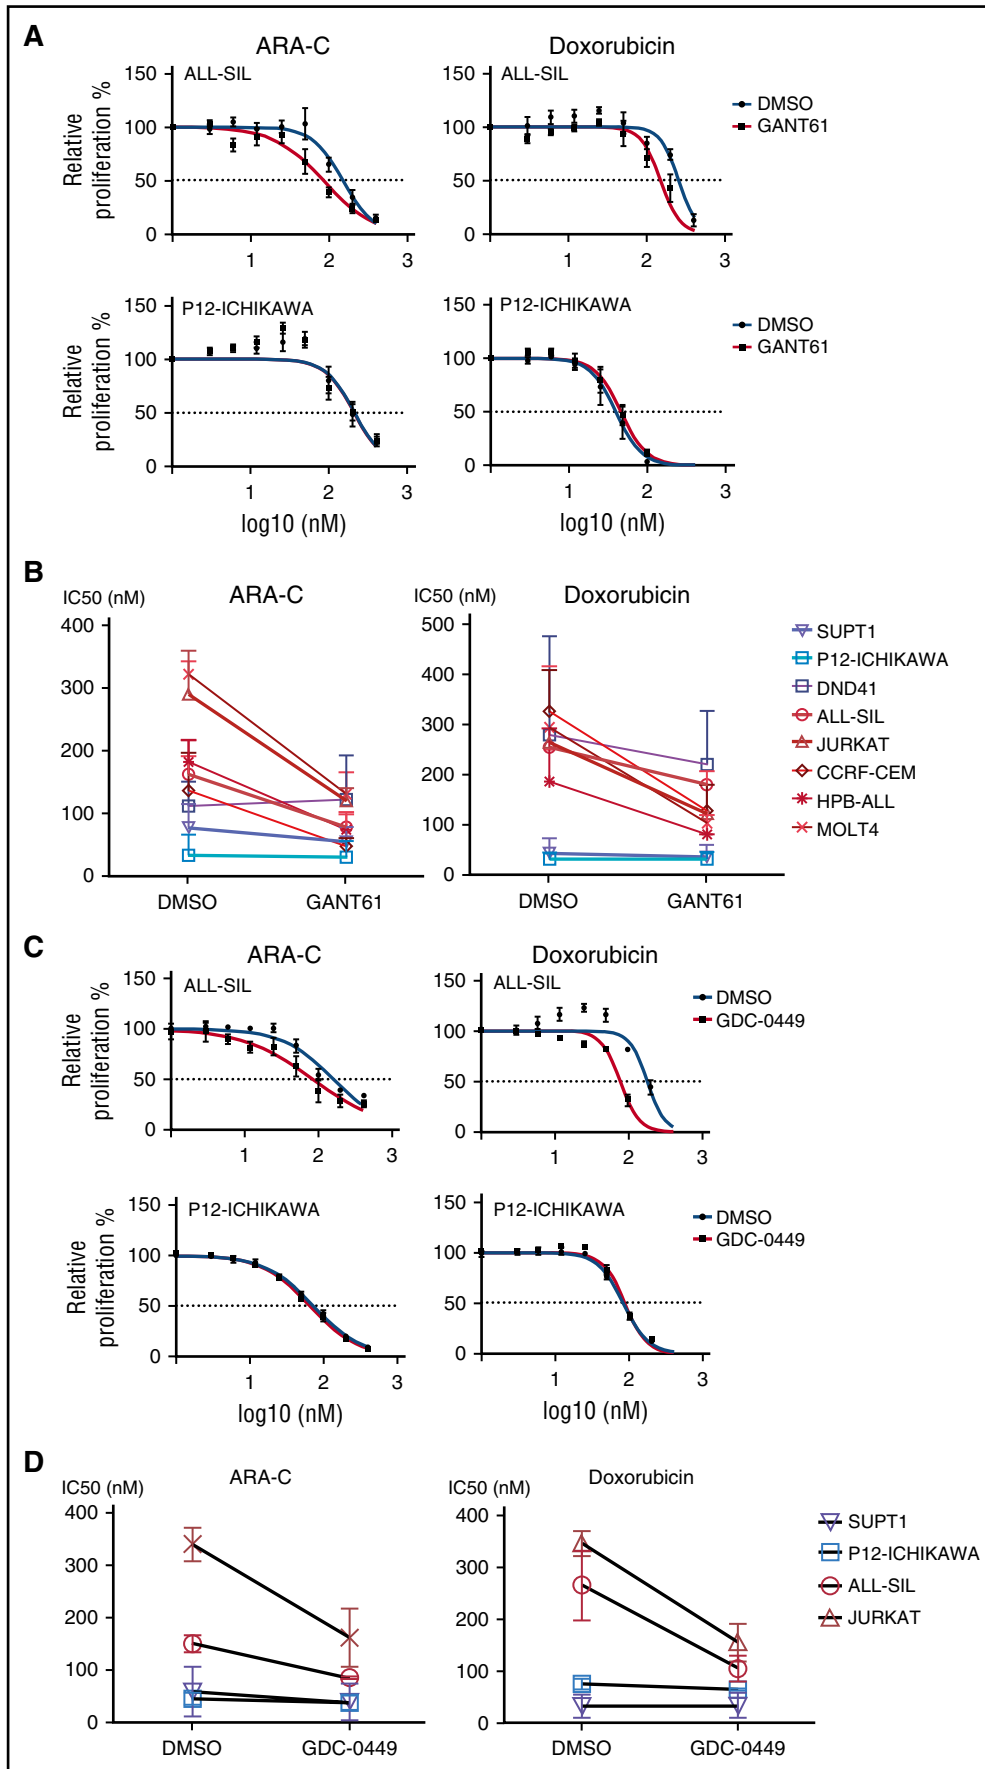 A
ARA-C
Doxorubicin
Relative
proliferation %
ALL-SIL
150
100
50
0
1
2
3
ALL-SIL
150
100
50
0
1
2
3
DMSO
GANT61
Relative
proliferation %
P12-ICHIKAWA
150
100
50
0
1
2
3
log10 (nM)
P12-ICHIKAWA
150
100
50
0
1
2
3
log10 (nM)
DMSO
GANT61
B
ARA-C
IC50 (nM)
400
300
200
100
0
DMSO
GANT61
Doxorubicin
IC50 (nM)
500
400
300
200
100
0
DMSO
GANT61
SUPT1
P12-ICHIKAWA
DND41
ALL-SIL
JURKAT
CCRF-CEM
HPB-ALL
MOLT4
C
ARA-C
Doxorubicin
Relative
proliferation %
ALL-SIL
150
100
50
0
1
2
3
ALL-SIL
150
100
50
0
1
2
3
DMSO
GDC-0449
Relative
proliferation %
P12-ICHIKAWA
150
100
50
0
1
2
3
log10 (nM)
P12-ICHIKAWA
150
100
50
0
1
2
3
log10 (nM)
DMSO
GDC-0449
D
ARA-C
IC50 (nM)
400
300
200
100
0
DMSO
GDC-0449
Doxorubicin
IC50 (nM)
400
300
200
100
0
DMSO
GDC-0449
SUPT1
P12-ICHIKAWA
ALL-SIL
JURKAT